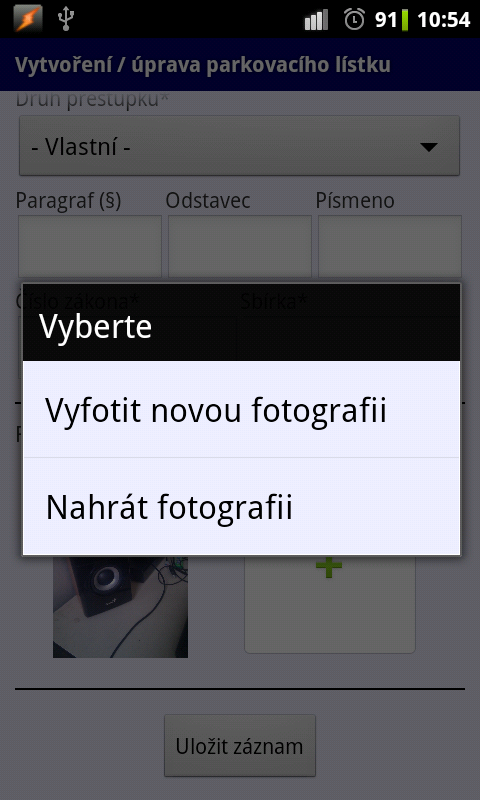 91 10:54
Vytvoření / úprava parkovacího lístku
Druh přestupku*
- Vlastní -
Paragraf (§) Odstavec Písmeno
Číslo zákona* Sbírka*
Vyberte
Vyfotit novou fotografii
Nahrát fotografii
Uložit záznam